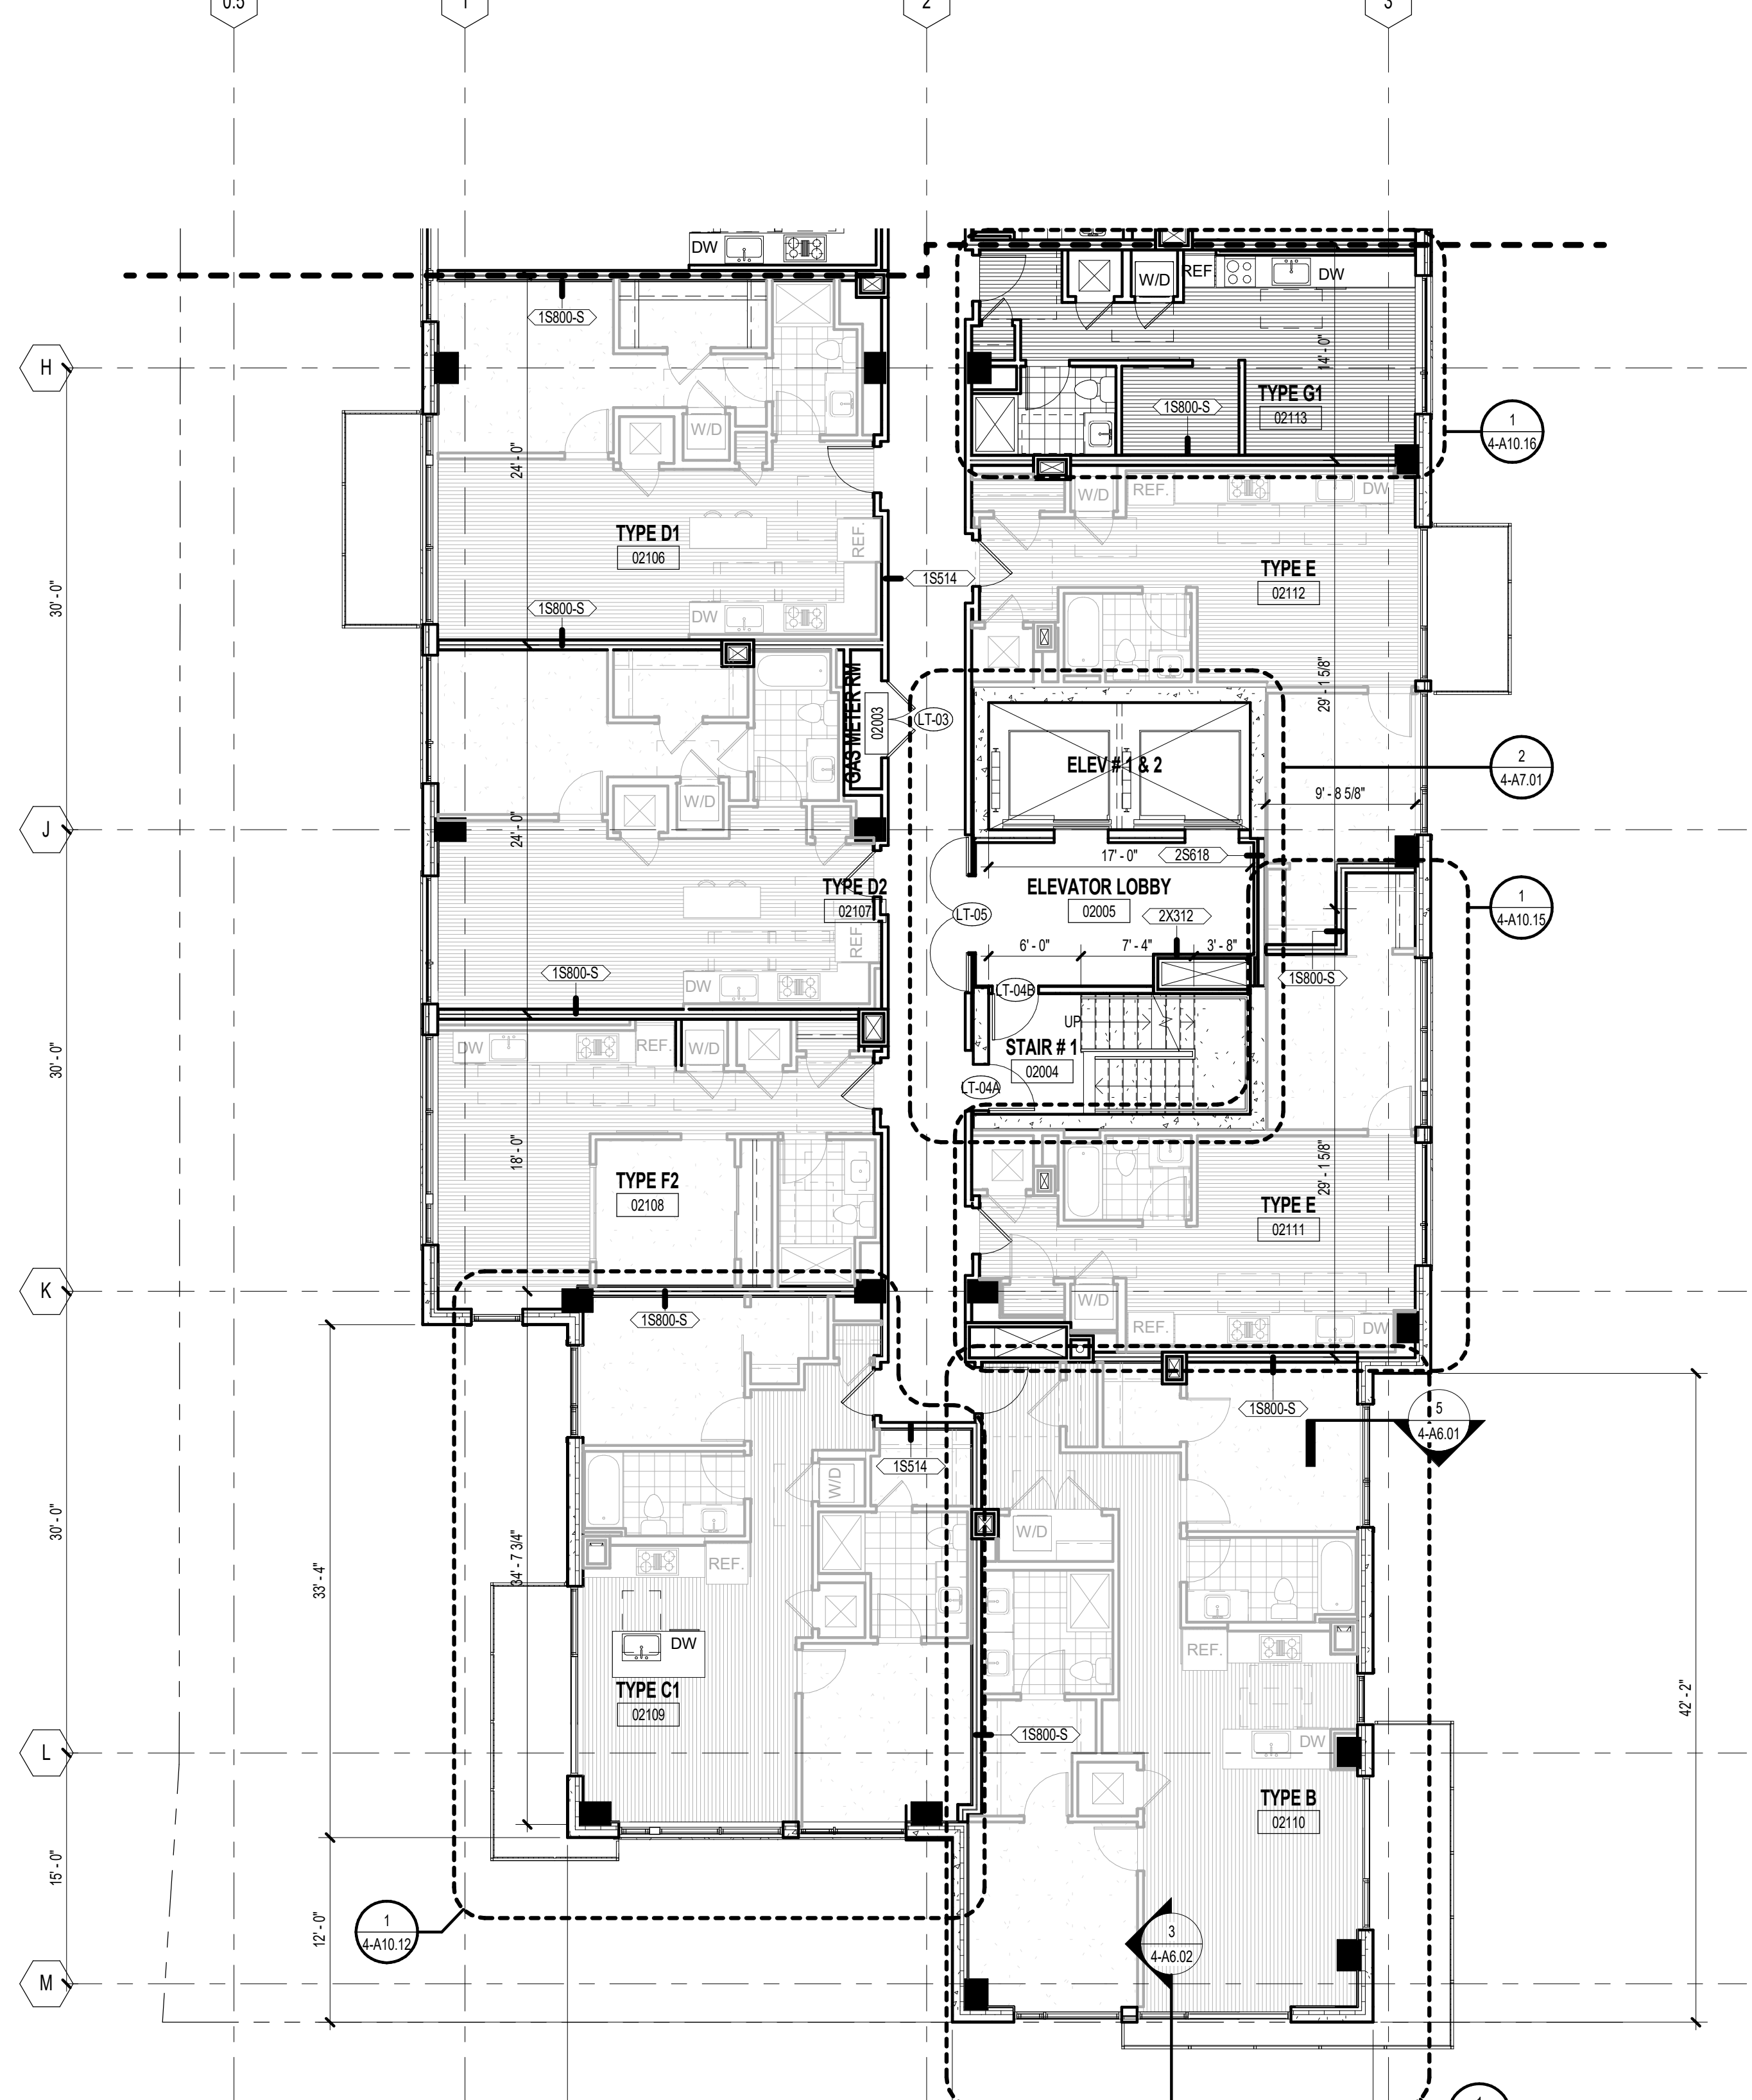 0.5
1
2
3
DW
REF.
W/D
DW
1S800-S
H
14' - 0"
TYPE G1
02113
1S800-S
1
4-A10.16
W/D
24' - 0"
W/D
REF.
DW
TYPE D1
02106
REF.
TYPE E
02112
1S514
30' - 0"
1S800-S
DW
GAS METER RM
02003
LT-03
29' - 1 5/8"
ELEV # 1 & 2
2
4-A7.01
W/D
9' - 8 5/8"
J
24' - 0"
17' - 0"
2S618
TYPE D2
02107
ELEVATOR LOBBY
02005
LT-05
2X312
1
4-A10.15
REF.
6' - 0"
7' - 4"
3' - 8"
1S800-S
1S800-S
DW
LT-04B
UP
30' - 0"
DW
REF.
W/D
STAIR # 1
02004
LT-04A
18' - 0"
TYPE F2
02108
29' - 1 5/8"
TYPE E
02111
K
W/D
1S800-S
REF.
DW
1S800-S
5
4-A6.01
1S514
W/D
30' - 0"
33' - 4"
34' - 7 3/4"
REF.
W/D
DW
REF.
TYPE C1
02109
42' - 2"
1S800-S
DW
L
TYPE B
02110
15' - 0"
12' - 0"
1
4-A10.12
3
4-A6.02
M